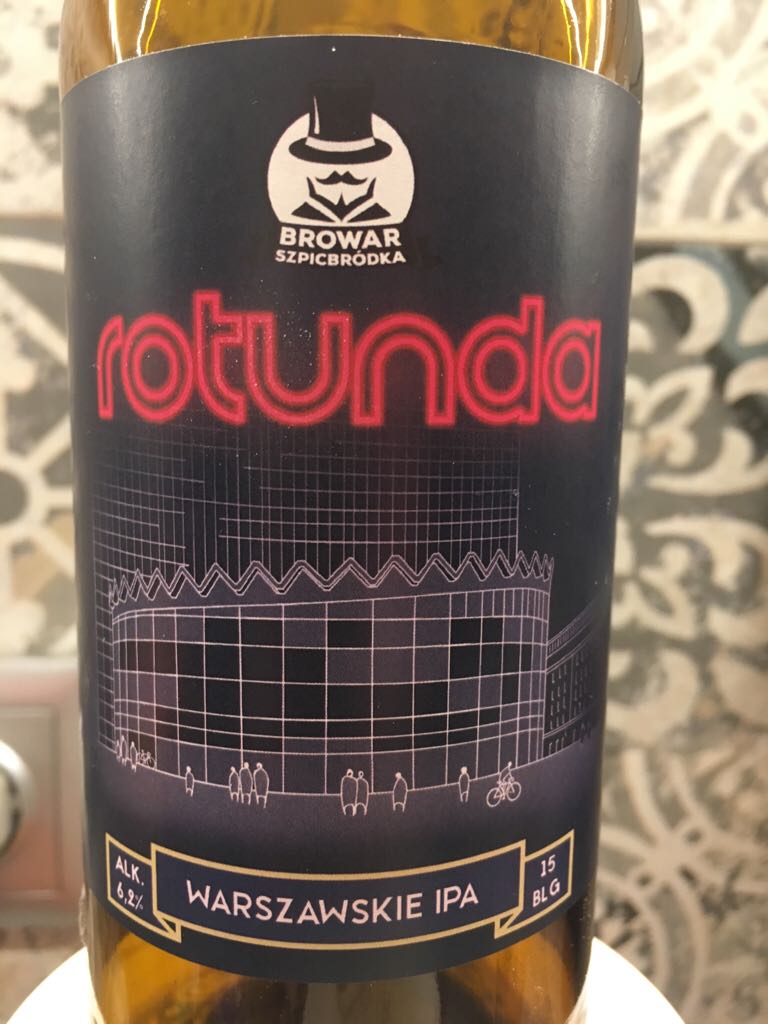 BROWAR
SZPICBRÓDKA
rotunda
ALK.
6,2%
WARSZAWSKIE IPA
15
BLG